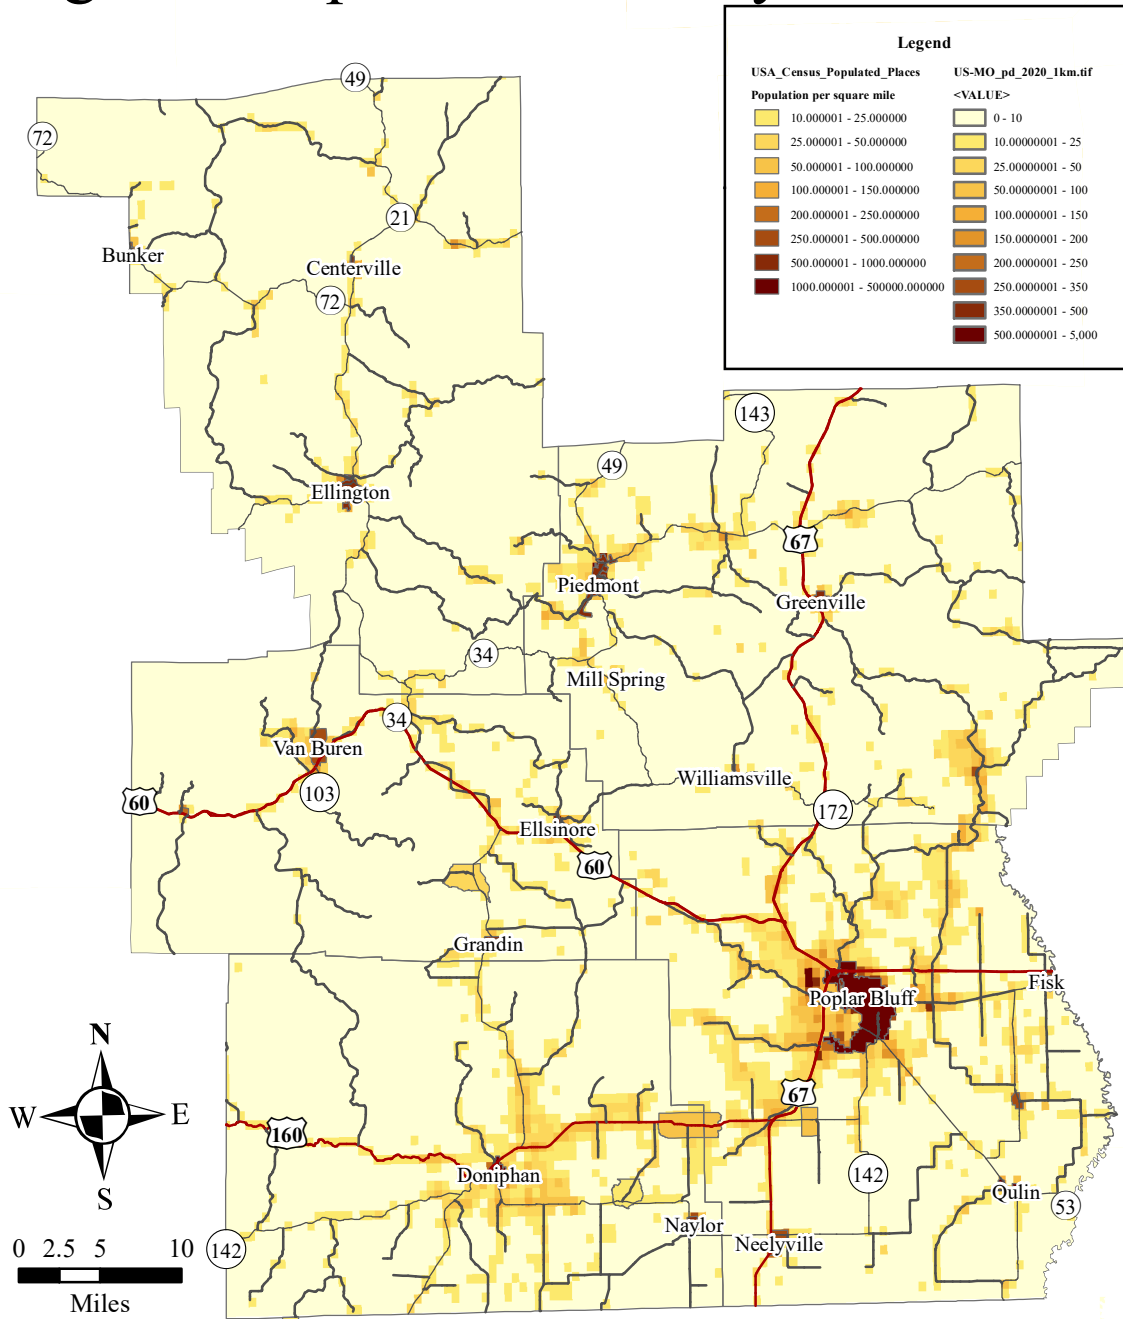 Legend
USA_Census_Populated_Places
Population per square mile
10.000001 - 25.000000
25.000001 - 50.000000
50.000001 - 100.000000
100.000001 - 150.000000
200.000001 - 250.000000
250.000001 - 500.000000
500.000001 - 1000.000000
1000.000001 - 500000.000000
US-MO_pd_2020_1km.tif
<VALUE>
0 - 10
10.00000001 - 25
25.0000001 - 50
50.0000001 - 100
100.0000001 - 150
150.0000001 - 200
200.0000001 - 250
250.0000001 - 350
350.0000001 - 500
500.0000001 - 5,000
49
72
21
Bunker
Centerville
72
143
49
Ellington
67
Piedmont
Greenville
34
Mill Spring
34
Van Buren
Williamsville
103
60
172
Ellsinore
60
Grandin
Fisk
Poplar Bluff
N
W
E
S
67
160
Doniphan
142
Qulin
53
Naylor
Neelyville
142
0 2.5 5 10
Miles